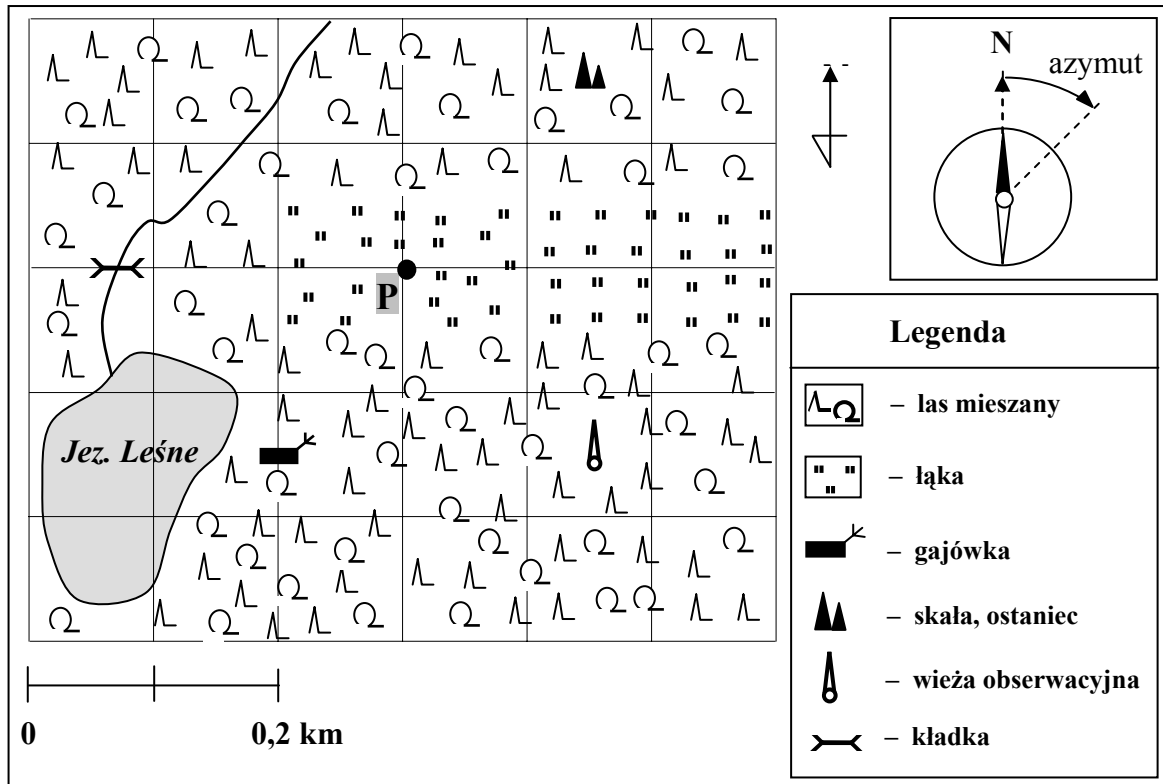 N
azymut
P
Jez. Leśne
0
0,2 km
Legenda
– las mieszany
– łąka
– gajówka
– skała, ostaniec
– wieża obserwacyjna
– kładka